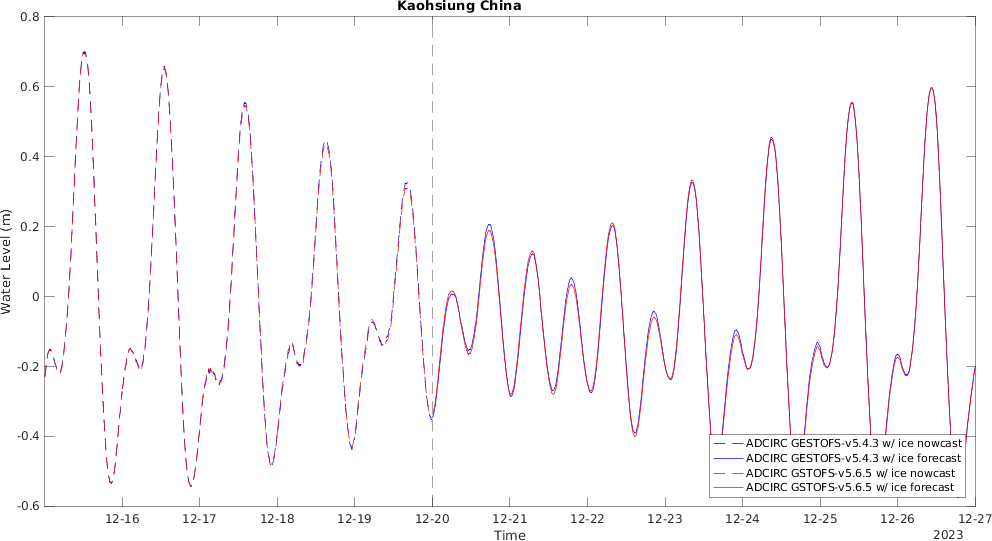 Kaohsiung China
0.8
0.6
0.4
0.2
0
-0.2
-0.4
-0.6
Water Level (m)
ADCIRC GESTOFS-v5.4.3 w/ ice nowcast
ADCIRC GESTOFS-v5.4.3 w/ ice forecast
ADCIRC GSTOFS-v5.6.5 w/ ice nowcast
ADCIRC GSTOFS-v5.6.5 w/ ice forecast
12-16 12-17 12-18 12-19 12-20 12-21 12-22 12-23 12-24 12-25 12-26 12-27
Time
2023